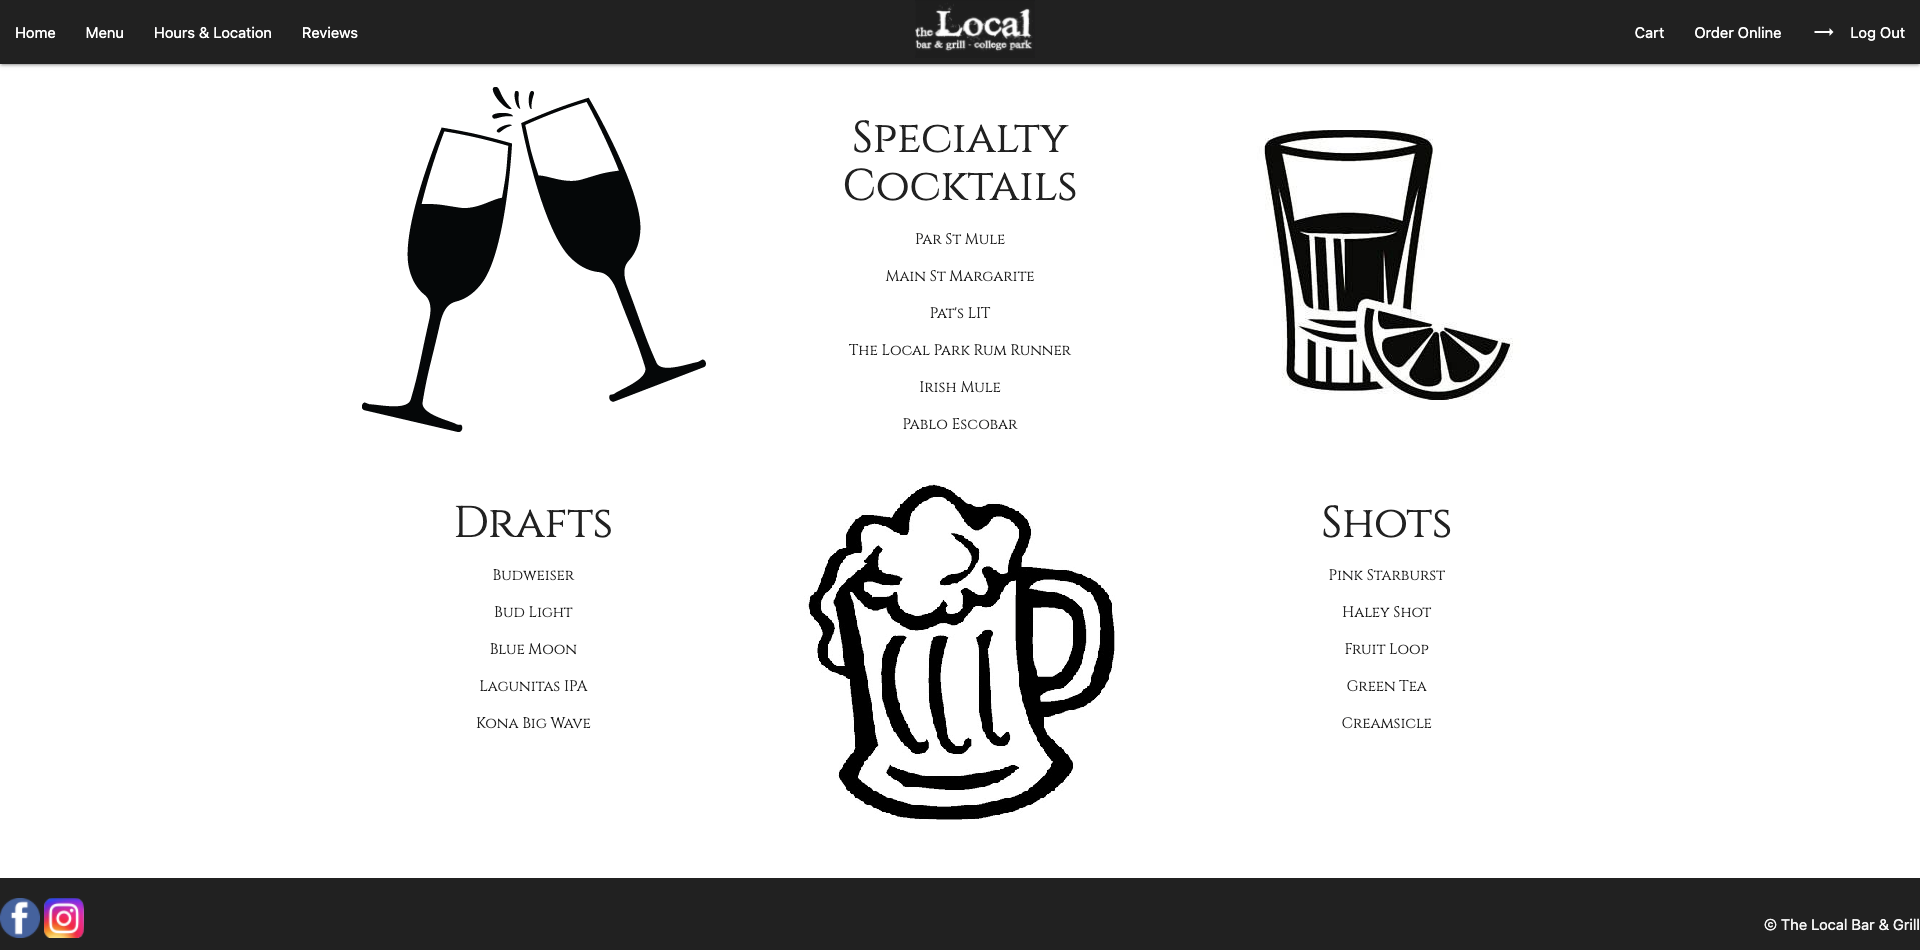 Home
Menu
Hours & Location
Reviews
the Local
bar & grill - college park
Cart
Order Online
Log Out
Specialty
Cocktails
Par St Mule
Main St Margarite
Pat's LIT
The Local Park Rum Runner
Irish Mule
Pablo Escobar
Drafts
Budweiser
Bud Light
Blue Moon
Lagunitas IPA
Kona Big Wave
Shots
Pink Starburst
Haley Shot
Fruit Loop
Green Tea
Creamsicle
© The Local Bar & Grill